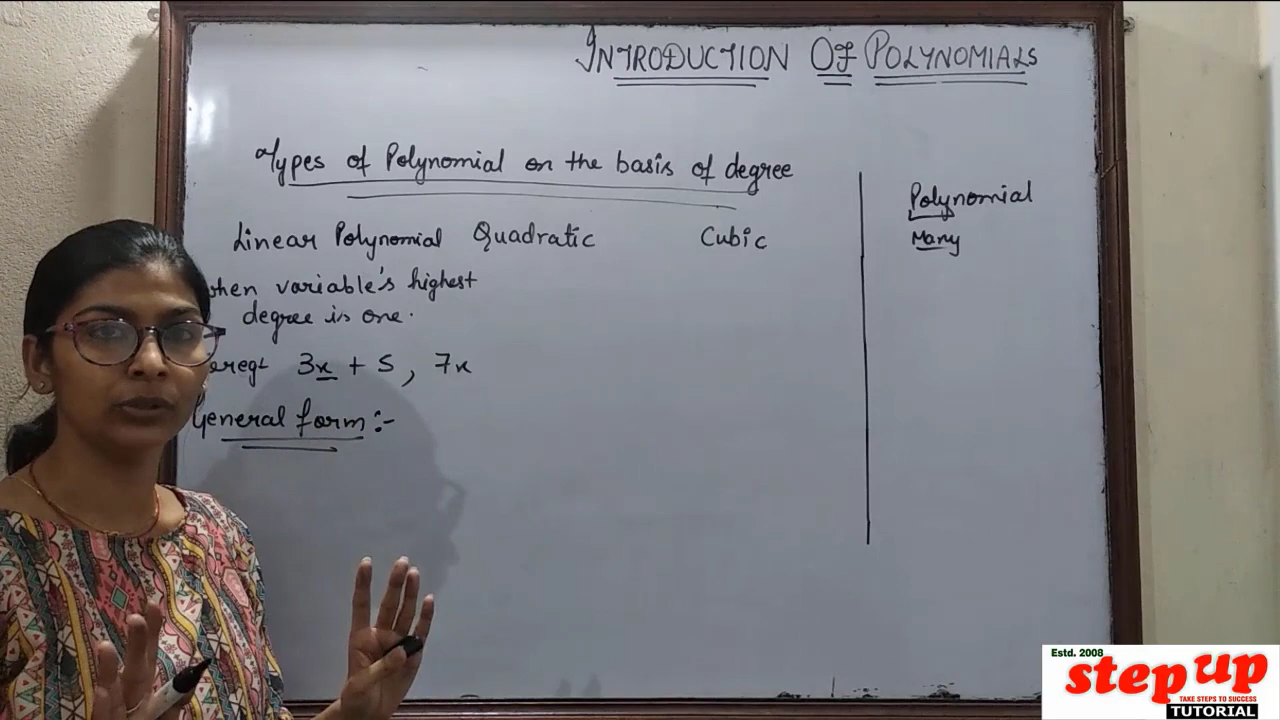 INTRODUCTION OF POLYNOMIALS
Types of Polynomial on the basis of degree
Linear Polynomial Quadratic Cubic
when variable's highest
degree is one.
3x + 5, 7x
General form :-
Polynomial
Many
Estd. 2008
step up
TAKE STEPS TO SUCCESS
TUTORIAL